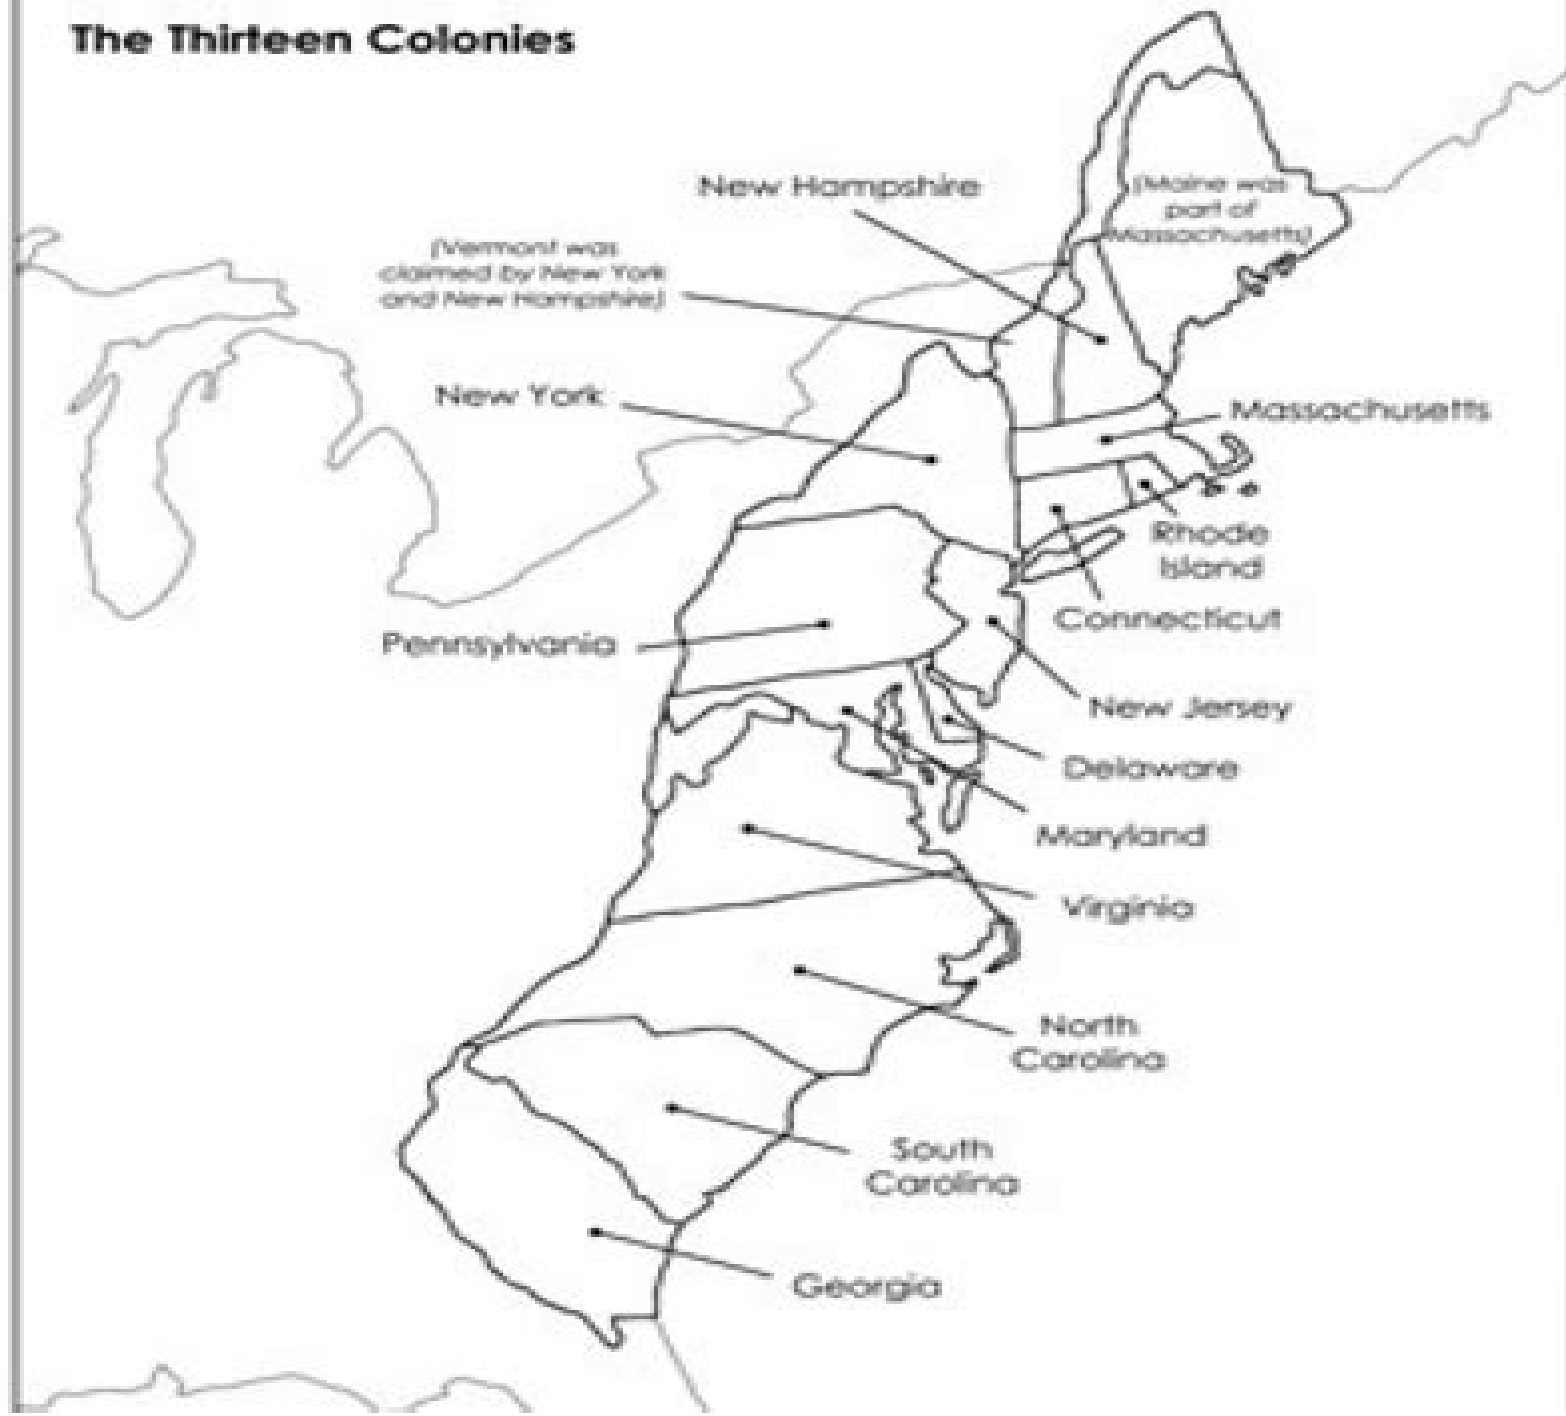 The Thirteen Colonies
New Hampshire
(Maine was
part of
Massachusetts)
(Vermont was
claimed by New York
and New Hampshire)
New York
Massachusetts
Rhode
Island
Connecticut
Pennsylvania
New Jersey
Delaware
Maryland
Virginia
North
Carolina
South
Carolina
Georgia